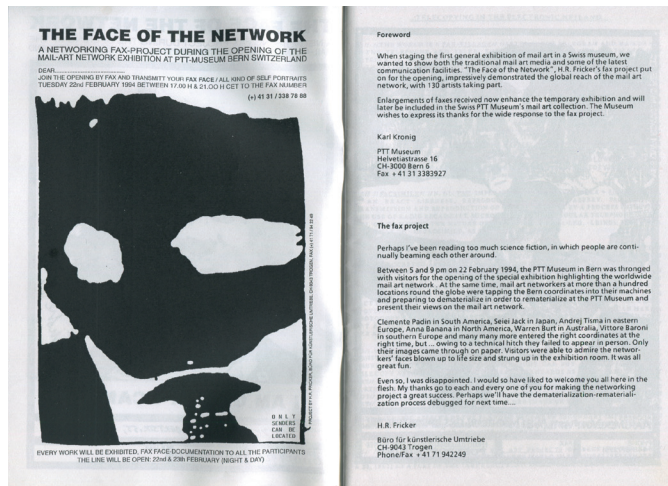 THE FACE OF THE NETWORK
A NETWORKING FAX-PROJECT DURING THE OPENING OF THE
MAIL-ART NETWORK EXHIBITION AT PTT-MUSEUM BERN SWITZERLAND
DEAR
JOIN THE OPENING BY FAX AND TRANSMIT YOUR FAX FACE / ALL KIND OF SELF PORTRAITS
TUESDAY 22nd FEBRUARY 1994 BETWEEN 17.00 H & 21.00 H CET TO THE FAX NUMBER
(+) 41 31 / 338 78 88
ONLY
SENDERS
CAN BE
LOCATED
EVERY WORK WILL BE EXHIBITED, FAX FACE-DOCUMENTATION TO ALL THE PARTICIPANTS
THE LINE WILL BE OPEN: 22nd & 23th FEBRUARY (NIGHT & DAY)
Foreword
When staging the first general exhibition of mail art in a Swiss museum, we
wanted to show both the traditional mail art media and some of the latest
communication facilities. "The Face of the Network", H.R. Fricker's fax project put
on for the opening, impressively demonstrated the global reach of the mail art
network, with 130 artists taking part.
Enlargements of faxes received now enhance the temporary exhibition and will
later be included in the Swiss PTT Museum's mail art collection. The Museum
wishes to express its thanks for the wide response to the fax project.
Karl Kronig
PTT Museum
Helvetiastrasse 16
CH-3000 Bern 6
Fax +41 31 3383927
The fax project
Perhaps I've been reading too much science fiction, in which people are conti-
nually beaming each other around.
Between 5 and 9 pm on 22 February 1994, the PTT Museum in Bern was thronged
with visitors for the opening of the special exhibition highlighting the worldwide
mail art network. At the same time, mail art networkers at more than a hundred
locations round the globe were tapping the Bern coordinates into their machines
and preparing to dematerialize in order to rematerialize at the PTT Museum and
present their views on the mail art network.
Clemente Padin in South America, Seiei Jack in Japan, Andrej Tisma in eastern
Europe, Anna Banana in North America, Warren Burt in Australia, Vittore Baroni
in southern Europe and many many more entered the right coordinates at the
right time, but ... owing to a technical hitch they failed to appear in person. Only
their images came through on paper. Visitors were able to admire the networ-
kers' faces blown up to life size and strung up in the exhibition room. It was all
great fun.
Even so, I was disappointed. I would so have liked to welcome you all here in the
flesh. My thanks go to each and every one of you for making the networking
project a great success. Perhaps we'll have the dematerialization-remateriali-
zation process debugged for next time....
H.R. Fricker
Büro für künstlerische Umtriebe
CH-9043 Trogen
Phone/Fax +41 71 942249